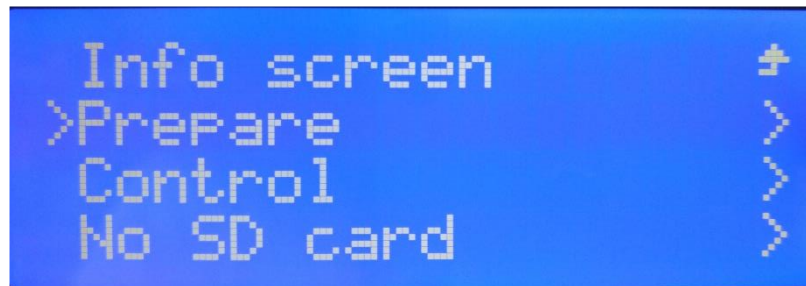 Info screen ⬏
>Prepare >
Control >
No SD card >